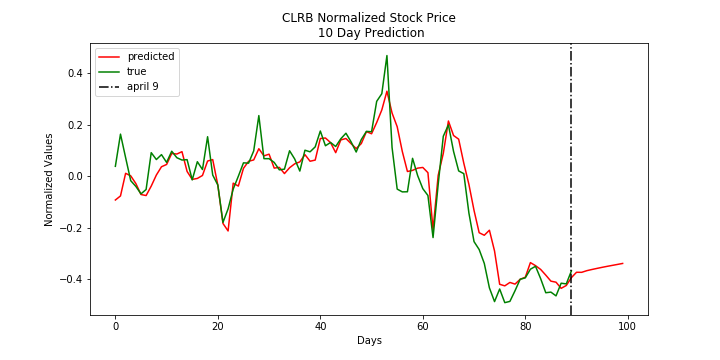 CLRB Normalized Stock Price
10 Day Prediction
predicted
true
april 9
Normalized Values
0.4
0.2
0.0
−0.2
−0.4
0
20
40
60
80
100
Days